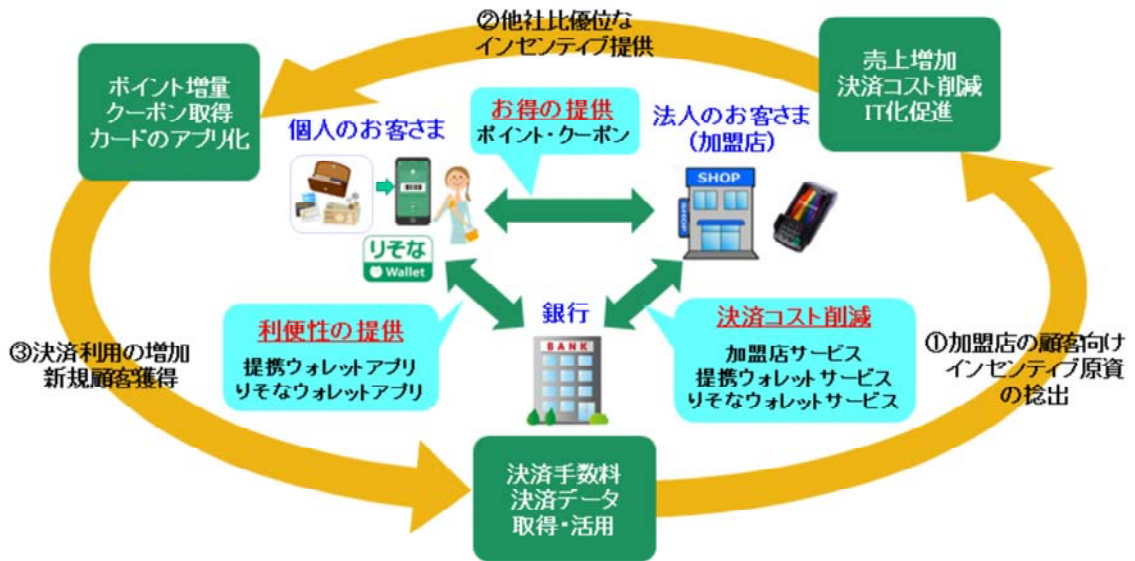 ②他社比優位な
インセンティブ提供
ポイント増量
クーポン取得
カードのアプリ化
売上増加
決済コスト削減
IT化促進
お得の提供
ポイント・クーポン
個人のお客さま
法人のお客さま
(加盟店)
SHOP
SHOP
りそな
Wallet
銀行
BANK
利便性の提供
提携ウォレットアプリ
りそなウォレットアプリ
決済コスト削減
加盟店サービス
提携ウォレットサービス
りそなウォレットサービス
③決済利用の増加
新規顧客獲得
①加盟店の顧客向け
インセンティブ原資
の捻出
決済手数料
決済データ
取得・活用